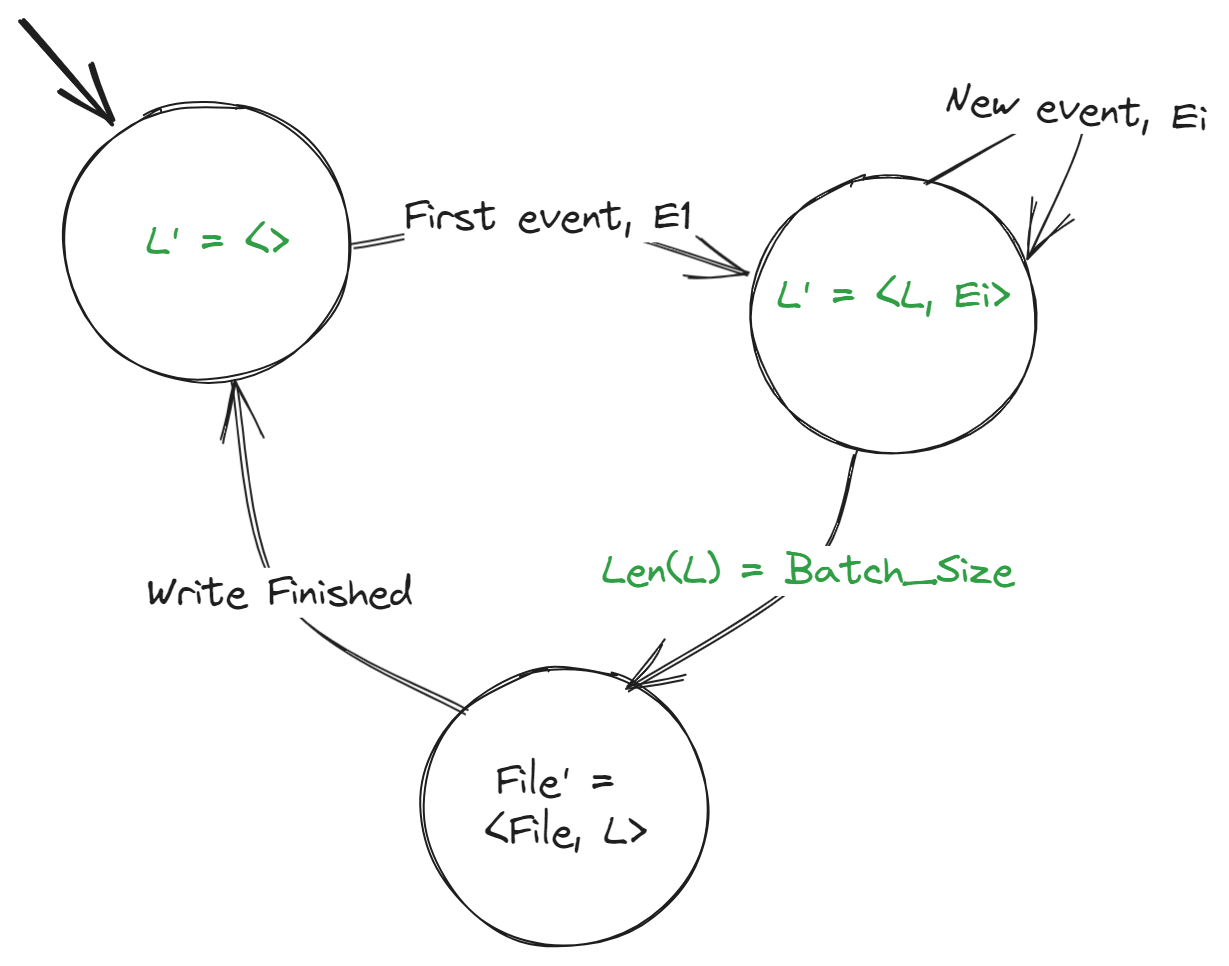 New event, Ei
First event, E1
L' = <>
L' = <L, Ei>
Len(L) = Batch_Size
Write Finished
File' =
<File, L>